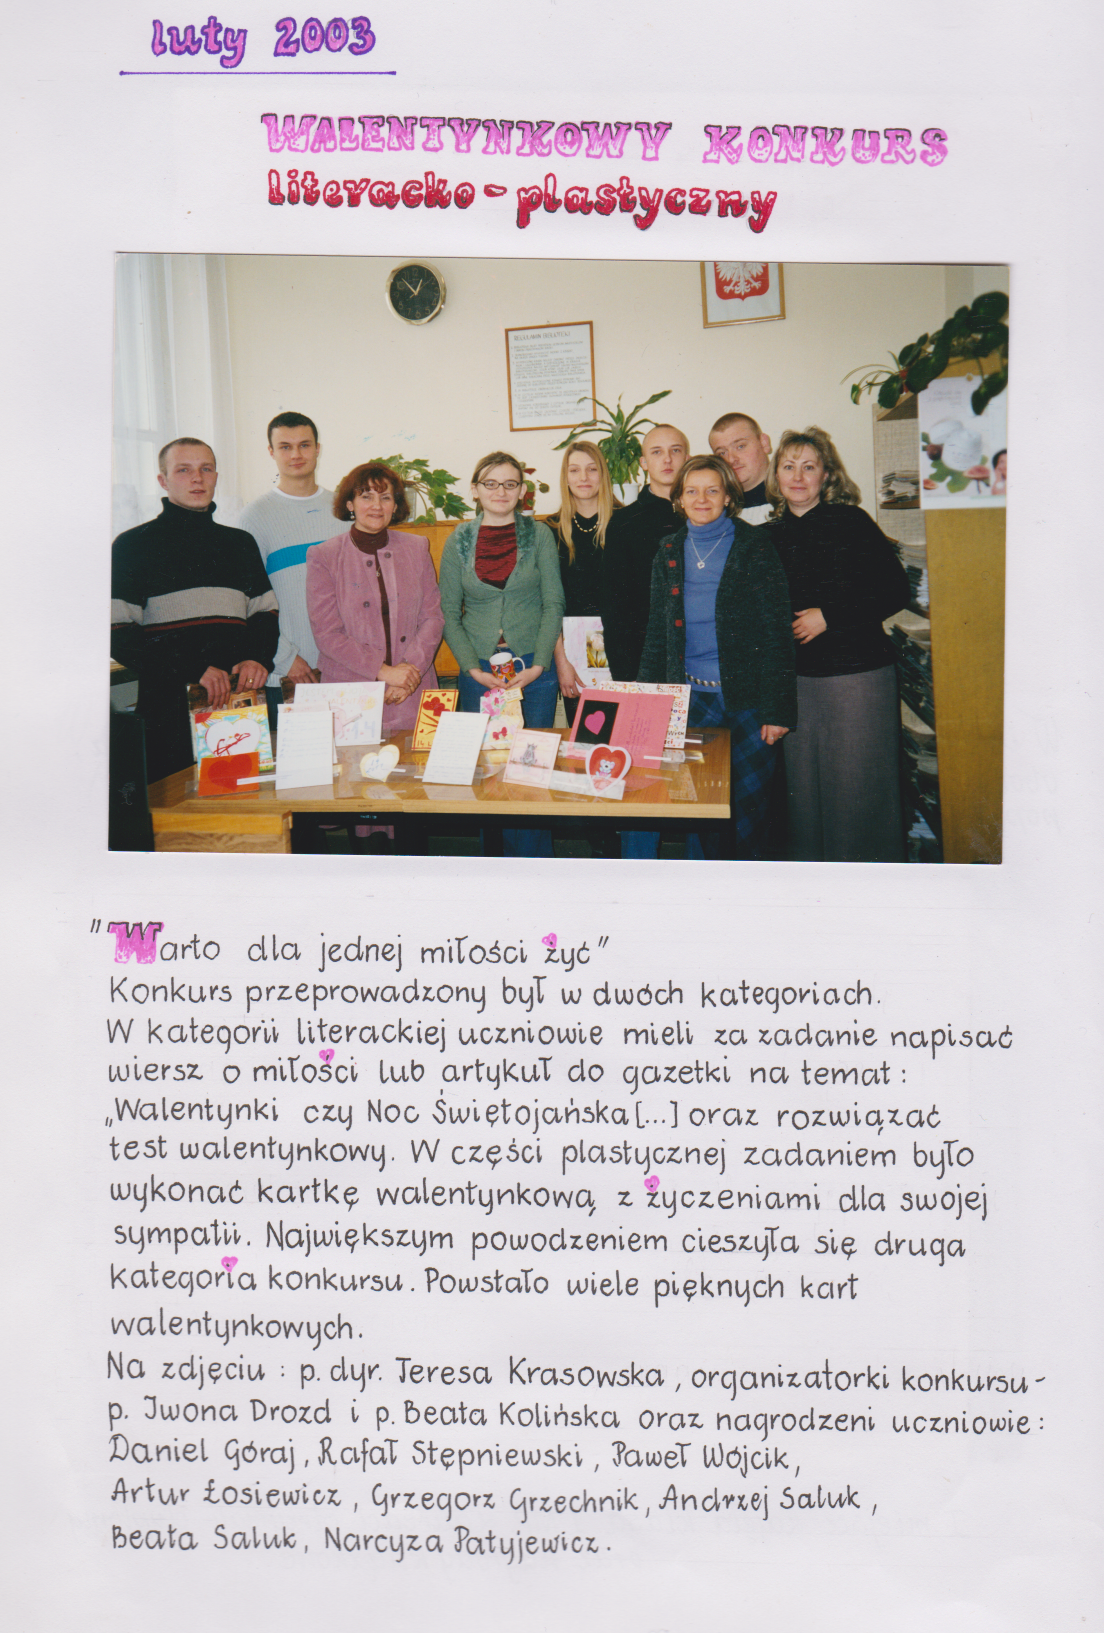 luty 2003
WALENTYNKOWY KONKURS
literacko-plastyczny
"Warto dla jednej miłości żyć"
Konkurs przeprowadzony był w dwóch kategoriach.
W kategorii literackiej uczniowie mieli za zadanie napisać
wiersz o miłości lub artykuł do gazetki na temat:
„Walentynki czy Noc Świętojańska[...] oraz rozwiązać
test walentynkowy. W części plastycznej zadaniem było
wykonać kartkę walentynkową z życzeniami dla swojej
sympatii. Największym powodzeniem cieszyła się druga
kategoria konkursu. Powstało wiele pięknych kart
walentynkowych.
Na zdjęciu: p. dyr. Teresa Krasowska, organizatorki konkursu-
p. Iwona Drozd i p. Beata Kolińska oraz nagrodzeni uczniowie:
Daniel Góraj, Rafał Stępniewski, Paweł Wójcik,
Artur Łosiewicz, Grzegorz Grzechnik, Andrzej Saluk,
Beata Saluk, Narcyza Patyjewicz.